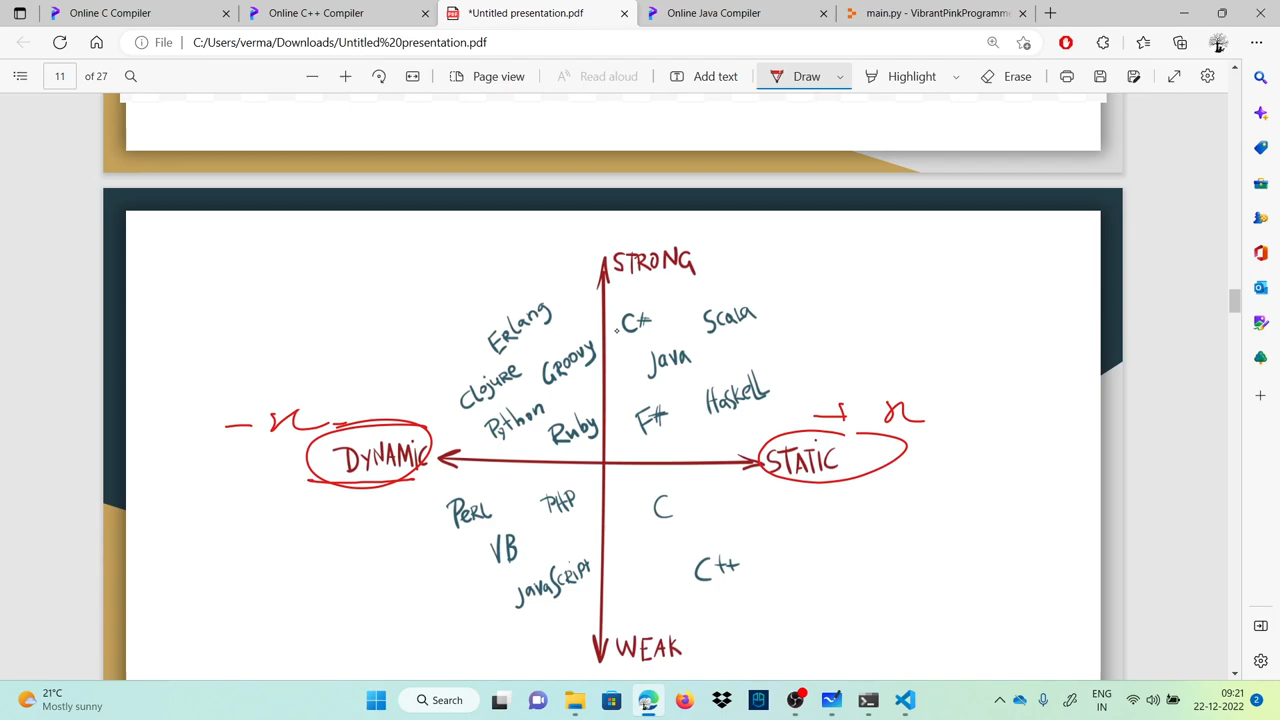 Online C Compiler
Online C++ Compiler
*Untitled presentation.pdf
Online Java Compiler
main.py - VibrantPinkProgramme
File
C:/Users/verma/Downloads/Untitled%20presentation.pdf
11 of 27
Page view
Read aloud
Add text
Draw
Highlight
Erase
STRONG
Erlang
C#
Scala
Groovy
Java
Clojure
Haskell
Python
Ruby
F#
- x
+ x
DYNAMIC
STATIC
Perl
PHP
C
VB
C++
JavaScript
WEAK
21°C
Mostly sunny
Search
ENG
IN
09:21
22-12-2022
2